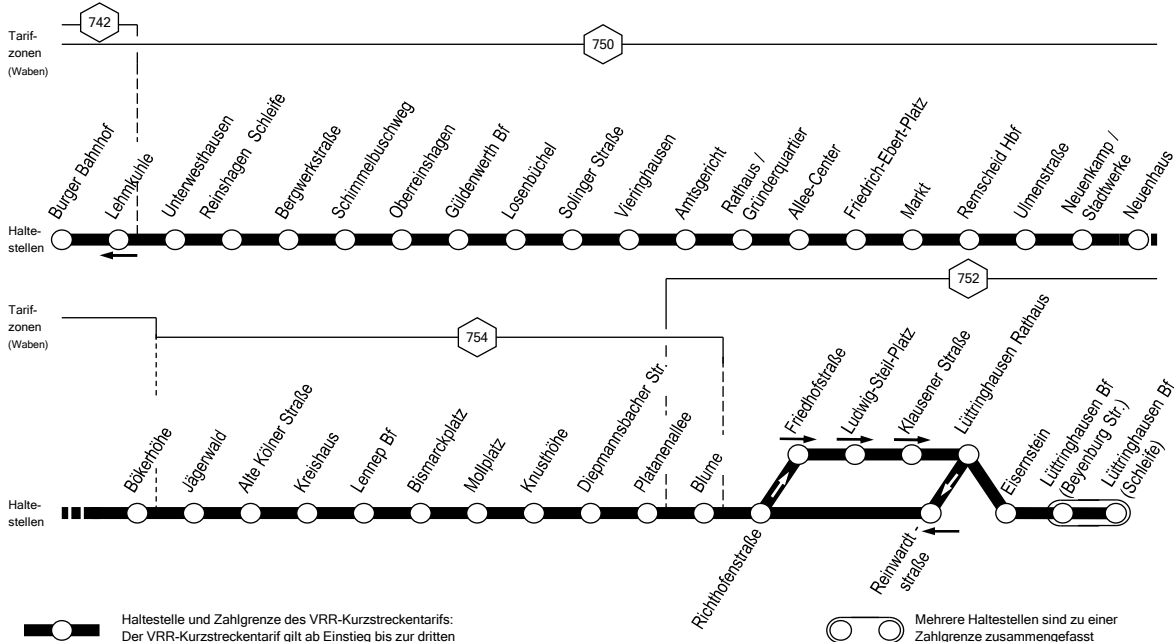 742
Tarif-
zonen
(Waben)
750
Burger Bahnhof
Lehmkuhle
Unterwesthausen
Reinshagen Schleife
Bergwerkstraße
Schimmelbuschweg
Oberreinshagen
Güldenwerth Bf
Losenbüchel
Solinger Straße
Vieringhausen
Amtsgericht
Rathaus /
Gründerquartier
Allee-Center
Friedrich-Ebert-Platz
Markt
Remscheid Hbf
Ulmenstraße
Neuenkamp /
Stadtwerke
Neuenhaus
Halte-
stellen
752
Tarif-
zonen
(Waben)
754
Bökerhöhe
Jägerwald
Alte Kölner Straße
Kreishaus
Lennep Bf
Bismarckplatz
Mollplatz
Knusthöhe
Diepmannsbacher Str.
Platanenallee
Blume
Richthofenstraße
Friedhofstraße
Ludwig-Steil-Platz
Klausener Straße
Lüttringhausen Rathaus
Reinwardt -
straße
Eisernstein
Lüttringhausen Bf
(Beyenburg Str.)
Lüttringhausen Bf
(Schleife)
Halte-
stellen
Haltestelle und Zahlgrenze des VRR-Kurzstreckentarifs:
Der VRR-Kurzstreckentarif gilt ab Einstieg bis zur dritten
Mehrere Haltestellen sind zu einer
Zahlgrenze zusammengefasst